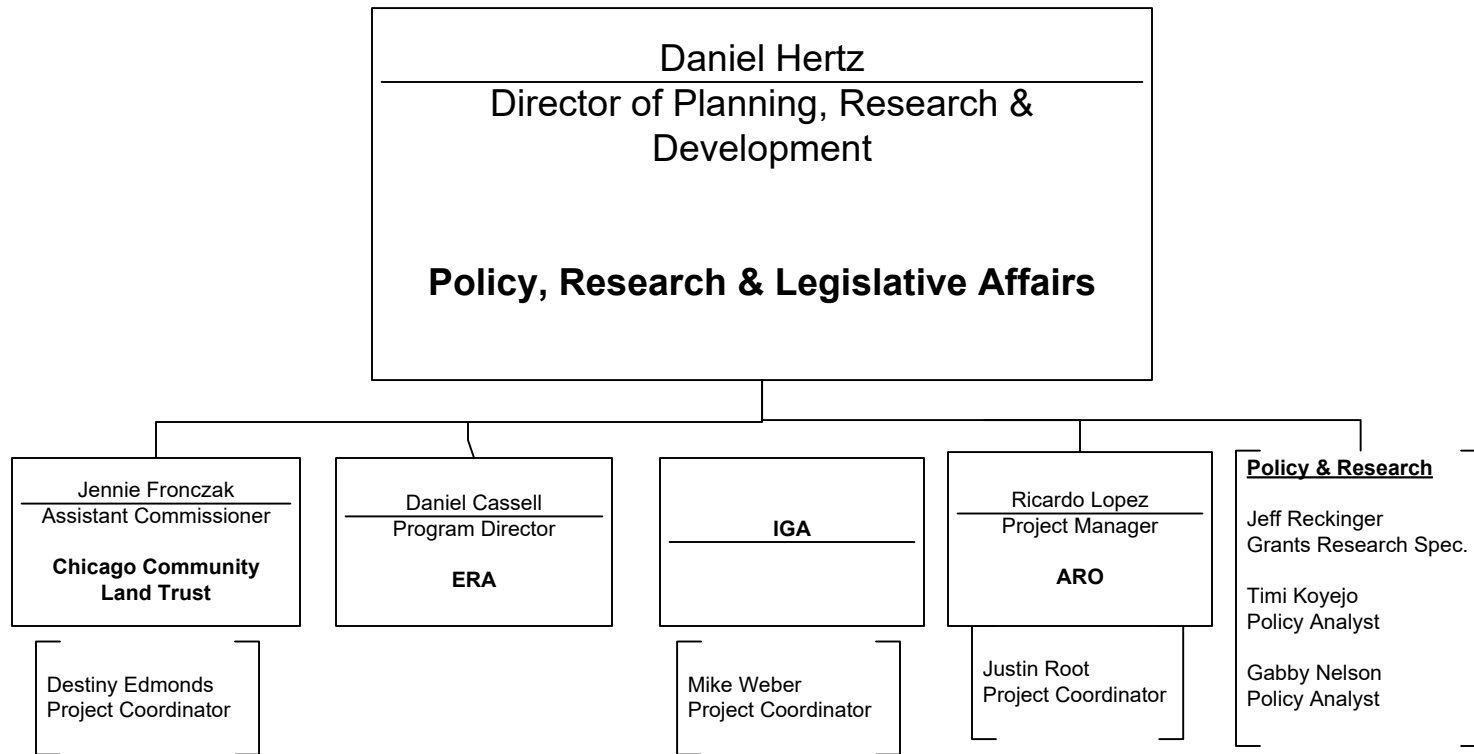 Daniel Hertz
Director of Planning, Research &
Development
Policy, Research & Legislative Affairs
Jennie Fronczak
Assistant Commissioner
Chicago Community
Land Trust
Destiny Edmonds
Project Coordinator
Daniel Cassell
Program Director
ERA
IGA
Mike Weber
Project Coordinator
Ricardo Lopez
Project Manager
ARO
Justin Root
Project Coordinator
Policy & Research
Jeff Reckinger
Grants Research Spec.
Timi Koyejo
Policy Analyst
Gabby Nelson
Policy Analyst